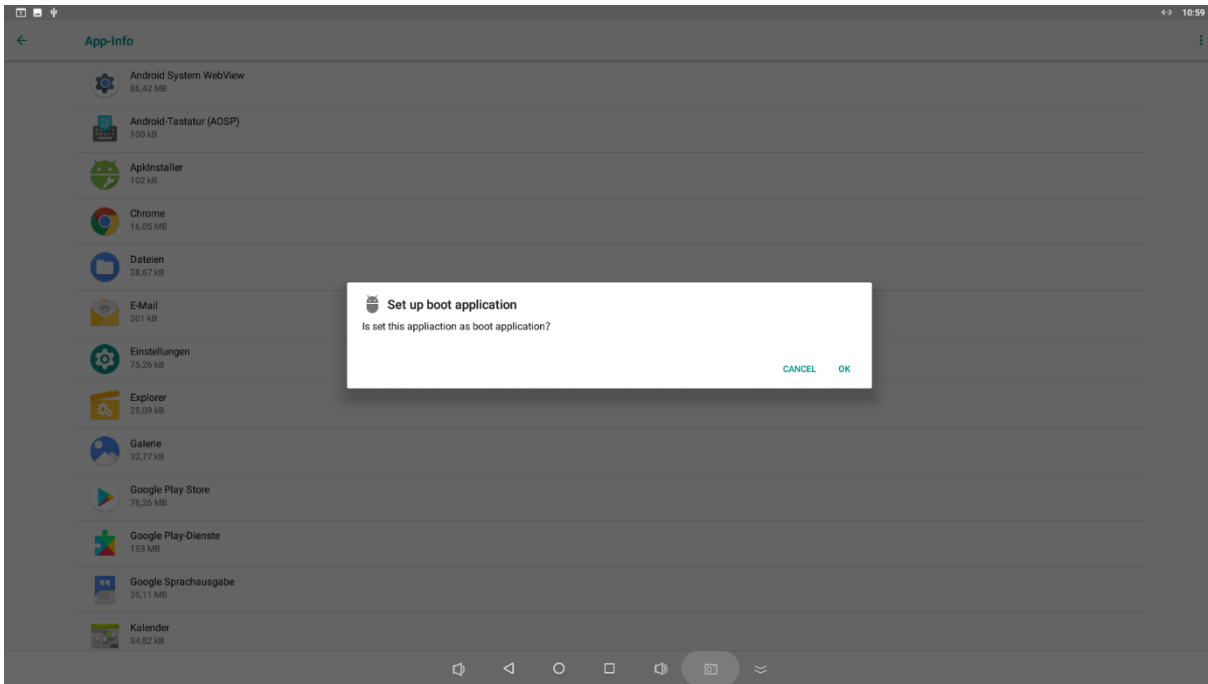 10:59
App-Info
Android System WebView
86,42 MB
Android-Tastatur (AOSP)
100 kB
ApkInstaller
102 kB
Chrome
16,05 MB
Dateien
28,67 kB
E-Mail
201 kB
Einstellungen
75,26 kB
Explorer
25,09 kB
Galerie
32,77 kB
Google Play Store
76,26 MB
Google Play-Dienste
153 MB
Google Sprachausgabe
35,11 MB
Kalender
34,82 kB
Set up boot application
Is set this appliaction as boot application?
CANCEL OK